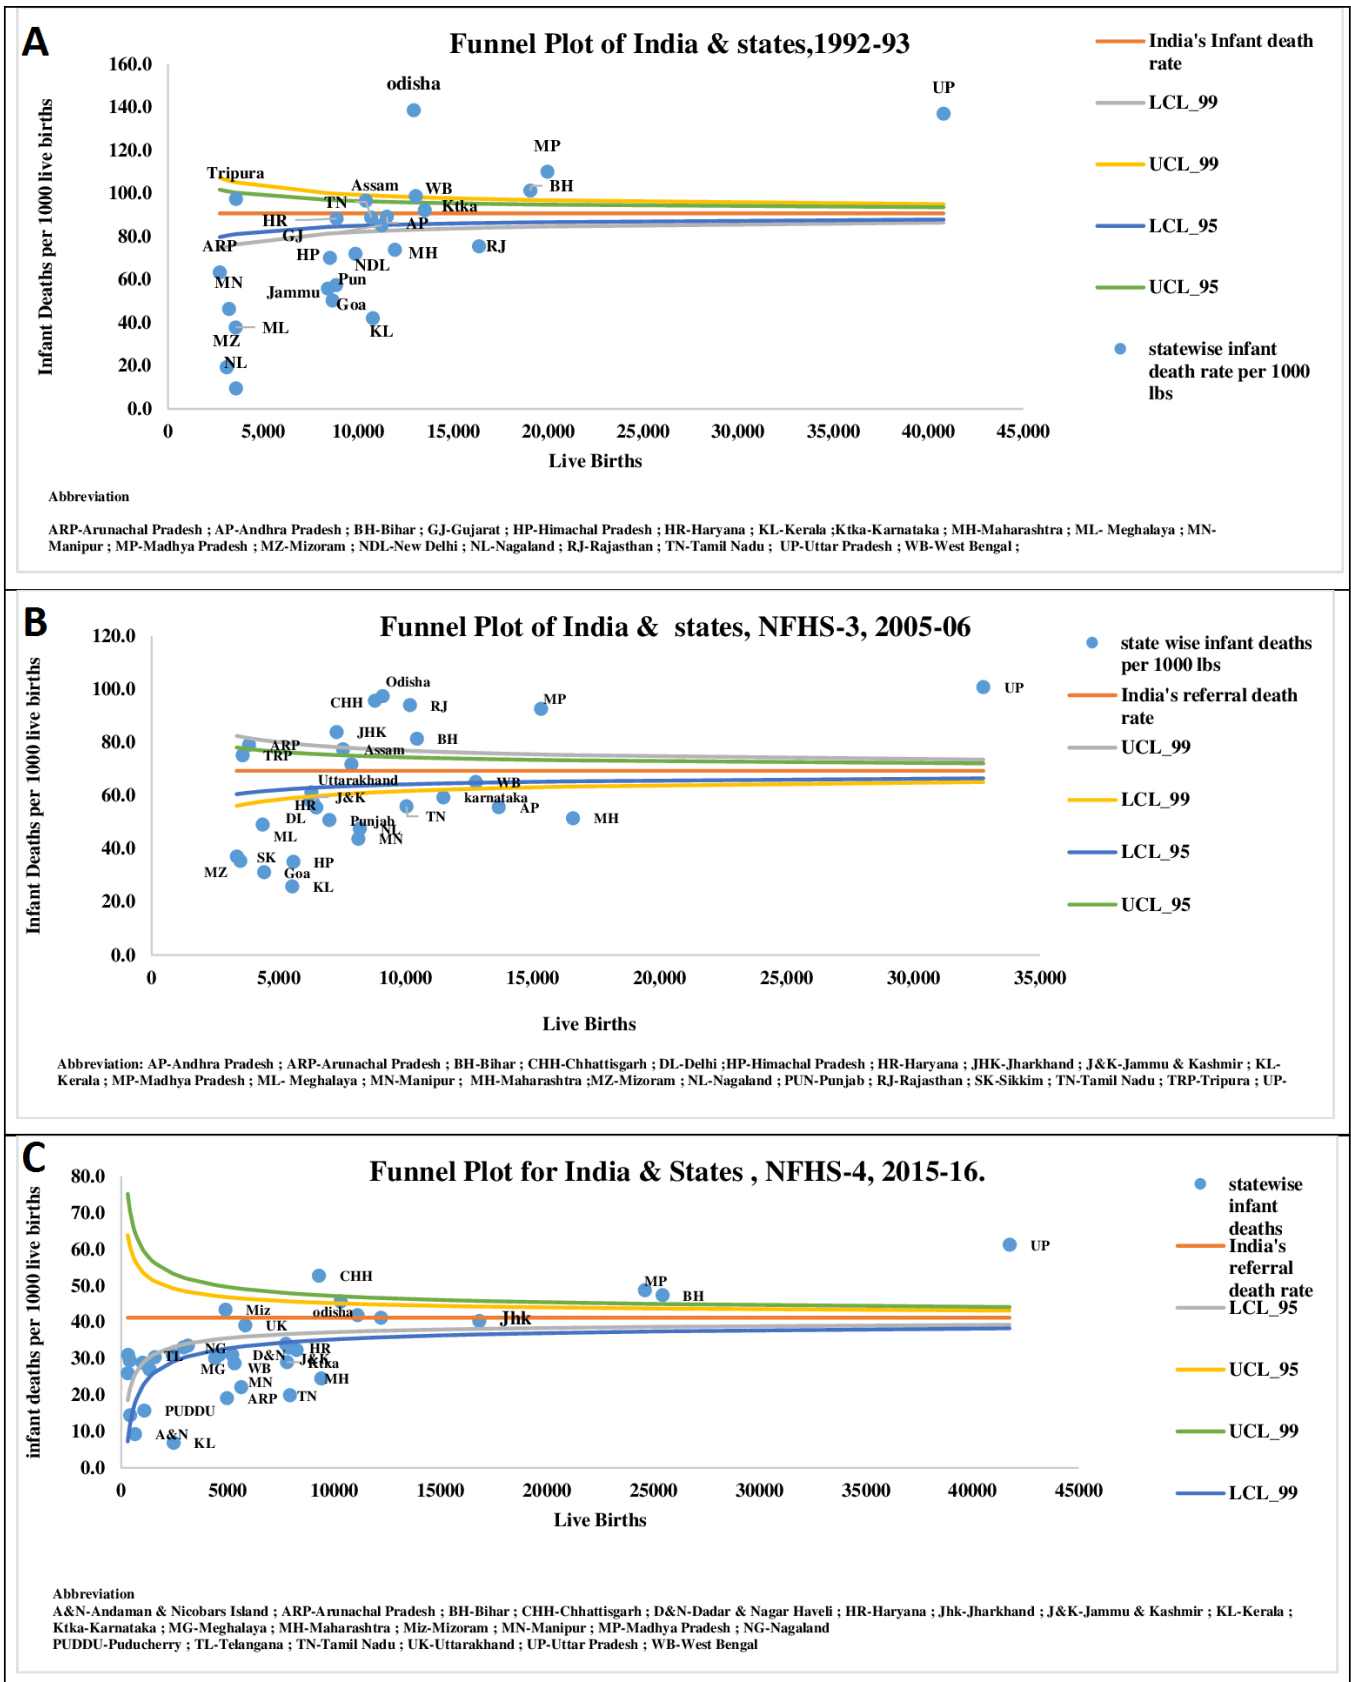 A
Funnel Plot of India & states,1992-93
Infant Deaths per 1000 live births
160.0
140.0
120.0
100.0
80.0
60.0
40.0
20.0
0.0
odisha
UP
MP
BH
Tripura
Assam
WB
TN
Ktka
HR
AP
GJ
ARP
HP
MH
RJ
NDL
MN
Pun
Jammu
Goa
ML
KL
MZ
NL
0
5,000
10,000
15,000
20,000
25,000
30,000
35,000
40,000
45,000
Live Births
India's Infant death
rate
LCL_99
UCL_99
LCL_95
UCL_95
statewise infant
death rate per 1000
lbs
Abbreviation
ARP-Arunachal Pradesh ; AP-Andhra Pradesh ; BH-Bihar ; GJ-Gujarat ; HP-Himachal Pradesh ; HR-Haryana ; KL-Kerala ;Ktka-Karnataka ; MH-Maharashtra ; ML- Meghalaya ; MN-
Manipur ; MP-Madhya Pradesh ; MZ-Mizoram ; NDL-New Delhi ; NL-Nagaland ; RJ-Rajasthan ; TN-Tamil Nadu ; UP-Uttar Pradesh ; WB-West Bengal ;
B
Funnel Plot of India & states, NFHS-3, 2005-06
Infant Deaths per 1000 live births
120.0
100.0
80.0
60.0
40.0
20.0
0.0
Odisha
UP
CHH
RJ
MP
JHK
BH
ARP
Assam
TRP
Uttarakhand
WB
J&K
karnataka
HR
AP
DL
TN
MH
Punjab
NL
ML
MN
SK
HP
MZ
Goa
KL
0
5,000
10,000
15,000
20,000
25,000
30,000
35,000
Live Births
state wise infant deaths
per 1000 lbs
India's referral death
rate
UCL_99
LCL_99
LCL_95
UCL_95
Abbreviation: AP-Andhra Pradesh ; ARP-Arunachal Pradesh ; BH-Bihar ; CHH-Chhattisgarh ; DL-Delhi ;HP-Himachal Pradesh ; HR-Haryana ; JHK-Jharkhand ; J&K-Jammu & Kashmir ; KL-
Kerala ; MP-Madhya Pradesh ; ML- Meghalaya ; MN-Manipur ; MH-Maharashtra ;MZ-Mizoram ; NL-Nagaland ; PUN-Punjab ; RJ-Rajasthan ; SK-Sikkim ; TN-Tamil Nadu ; TRP-Tripura ; UP-
C
Funnel Plot for India & States , NFHS-4, 2015-16.
infant deaths per 1000 live births
80.0
70.0
60.0
50.0
40.0
30.0
20.0
10.0
0.0
UP
CHH
MP
BH
Miz
odisha
Jhk
UK
NG
HR
TL
D&N
J&K
Ktka
MG
WB
MH
MN
ARP
TN
PUDDU
A&N
KL
0
5000
10000
15000
20000
25000
30000
35000
40000
45000
Live Births
statewise
infant
deaths
India's
referral
death rate
LCL_95
UCL_95
UCL_99
LCL_99
Abbreviation
A&N-Andaman & Nicobars Island ; ARP-Arunachal Pradesh ; BH-Bihar ; CHH-Chhattisgarh ; D&N-Dadar & Nagar Haveli ; HR-Haryana ; Jhk-Jharkhand ; J&K-Jammu & Kashmir ; KL-Kerala ;
Ktka-Karnataka ; MG-Meghalaya ; MH-Maharashtra ; Miz-Mizoram ; MN-Manipur ; MP-Madhya Pradesh ; NG-Nagaland
PUDDU-Puducherry ; TL-Telangana ; TN-Tamil Nadu ; UK-Uttarakhand ; UP-Uttar Pradesh ; WB-West Bengal